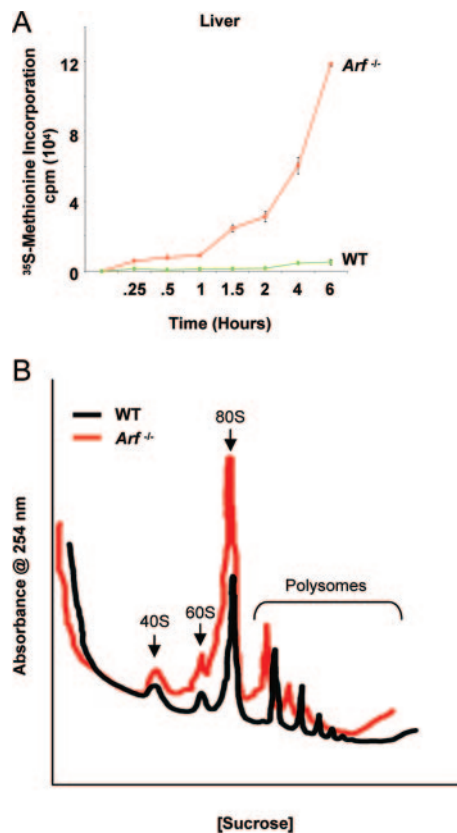 A
Liver
³⁵S-Methionine Incorporation
cpm (10⁴)
12
8
4
0
Arf -/-
WT
.25 .5 1 1.5 2 4 6
Time (Hours)
B
WT
Arf -/-
80S
Polysomes
60S
40S
Absorbance @ 254 nm
[Sucrose]